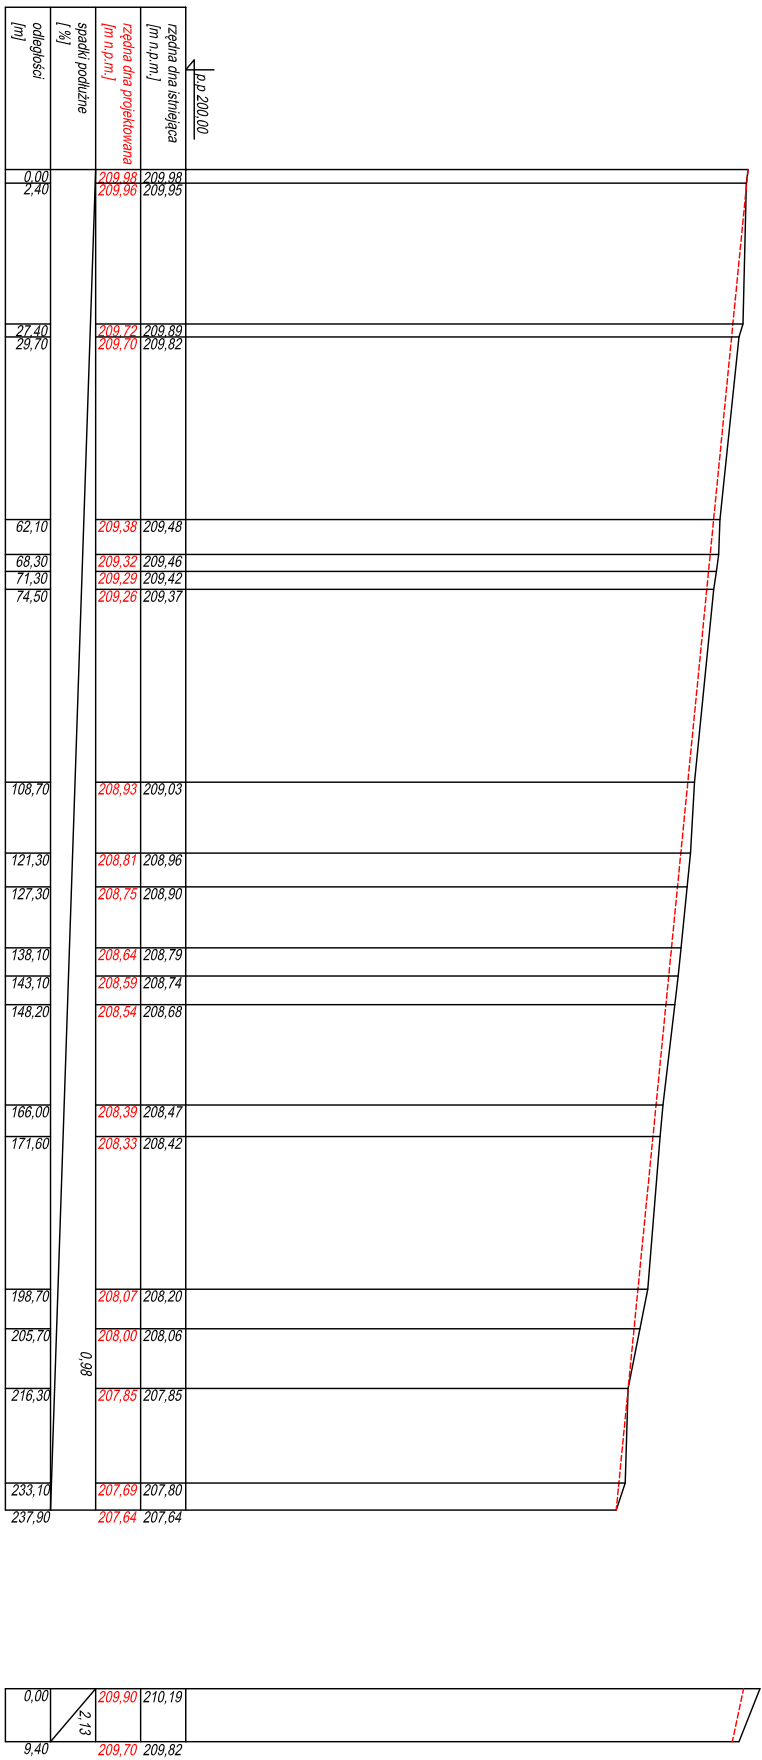 p.p 200,00
rzędna dna istniejąca
[m n.p.m.]
rzędna dna projektowana
[m n.p.m.]
spadki podłużne
[ %]
odległości
[m]
0,00 209,98 209,98
2,40 209,96 209,95
27,40 209,72 209,89
29,70 209,70 209,82
62,10 209,38 209,48
68,30 209,32 209,46
71,30 209,29 209,42
74,50 209,26 209,37
108,70 208,93 209,03
121,30 208,81 208,96
127,30 208,75 208,90
138,10 208,64 208,79
143,10 208,59 208,74
148,20 208,54 208,68
166,00 208,39 208,47
171,60 208,33 208,42
198,70 208,07 208,20
205,70 208,00 208,06
0,98
216,30 207,85 207,85
233,10 207,69 207,80
237,90 207,64 207,64
0,00 209,90 210,19
2,13
9,40 209,70 209,82